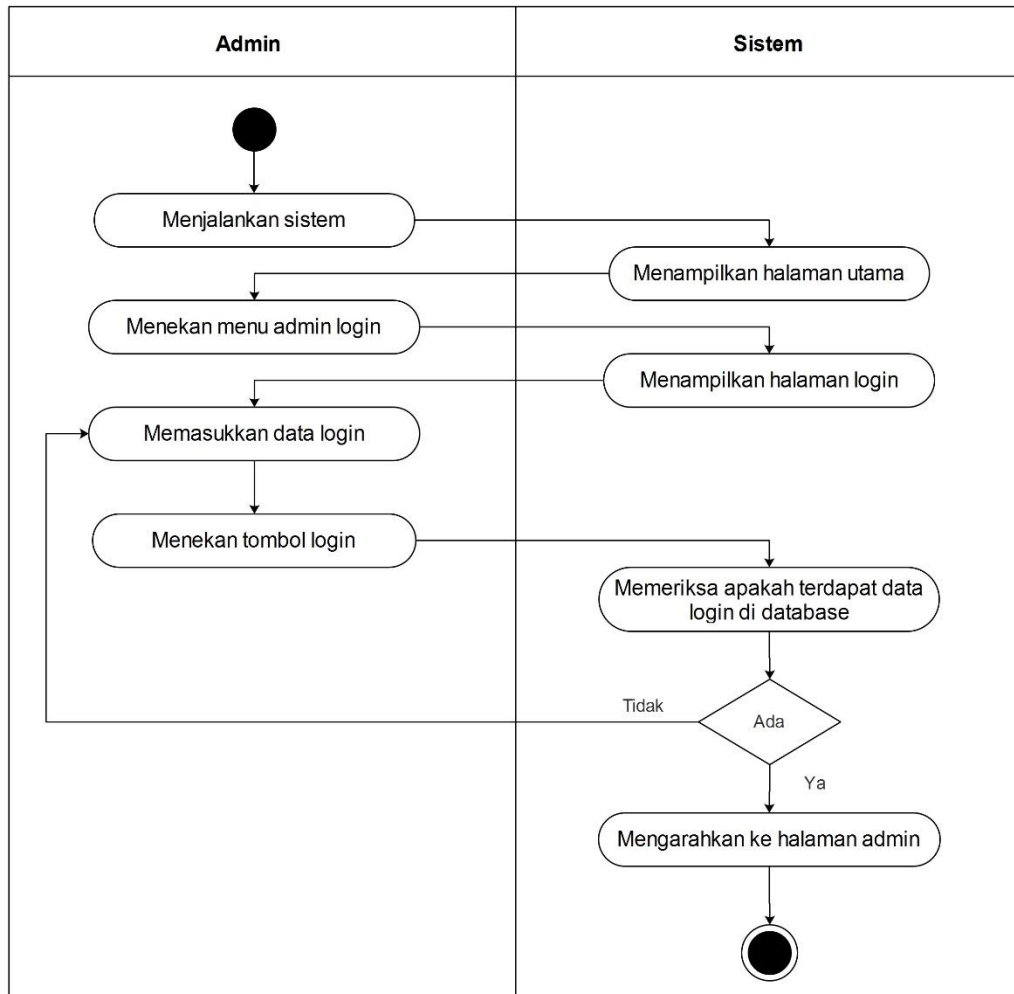 Admin
Sistem
Menjalankan sistem
Menampilkan halaman utama
Menekan menu admin login
Menampilkan halaman login
Memasukkan data login
Menekan tombol login
Memeriksa apakah terdapat data
login di database
Tidak
Ada
Ya
Mengarahkan ke halaman admin